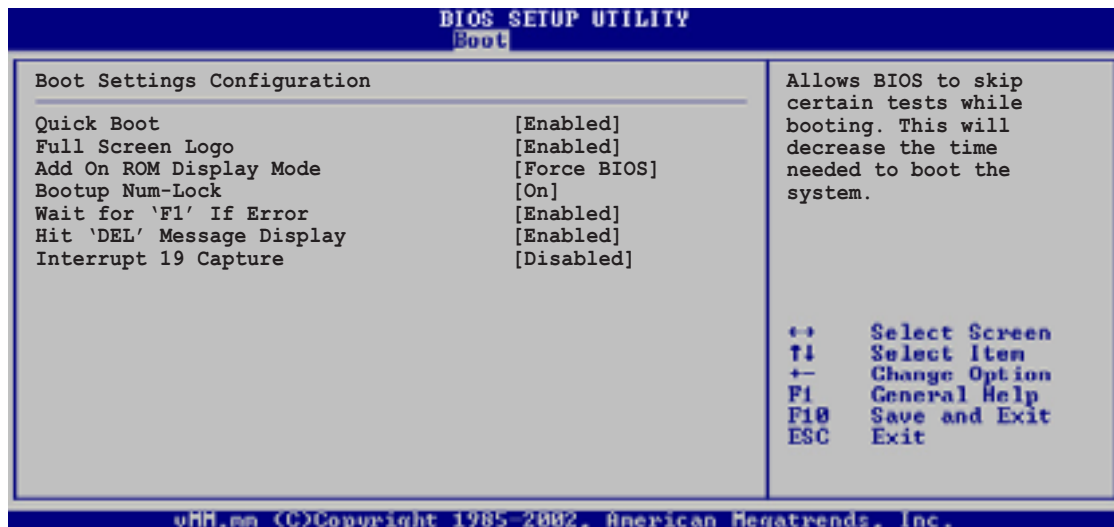 BIOS SETUP UTILITY
Boot
Boot Settings Configuration
Quick Boot [Enabled]
Full Screen Logo [Enabled]
Add On ROM Display Mode [Force BIOS]
Bootup Num-Lock [On]
Wait for ‘F1’ If Error [Enabled]
Hit ‘DEL’ Message Display [Enabled]
Interrupt 19 Capture [Disabled]
Allows BIOS to skip
certain tests while
booting. This will
decrease the time
needed to boot the
system.
←→ Select Screen
↑↓ Select Item
+- Change Option
F1 General Help
F10 Save and Exit
ESC Exit
vMM.mm (C)Copyright 1985-2002, American Megatrends, Inc.